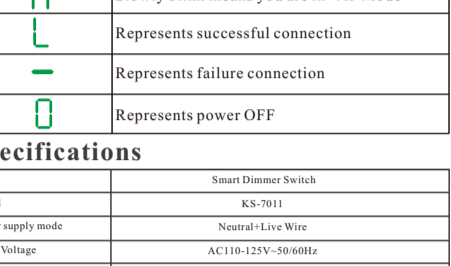 L Represents successful connection
- Represents failure connection
0 Represents power OFF
ecifications
Smart Dimmer Switch
KS-7011
supply mode Neutral+Live Wire
Voltage AC110-125V~50/60Hz